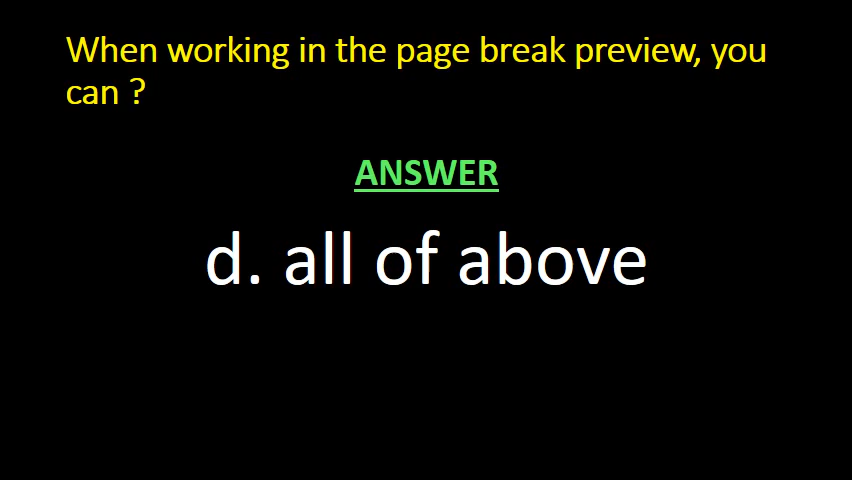 When working in the page break preview, you
can ?
ANSWER
d. all of above